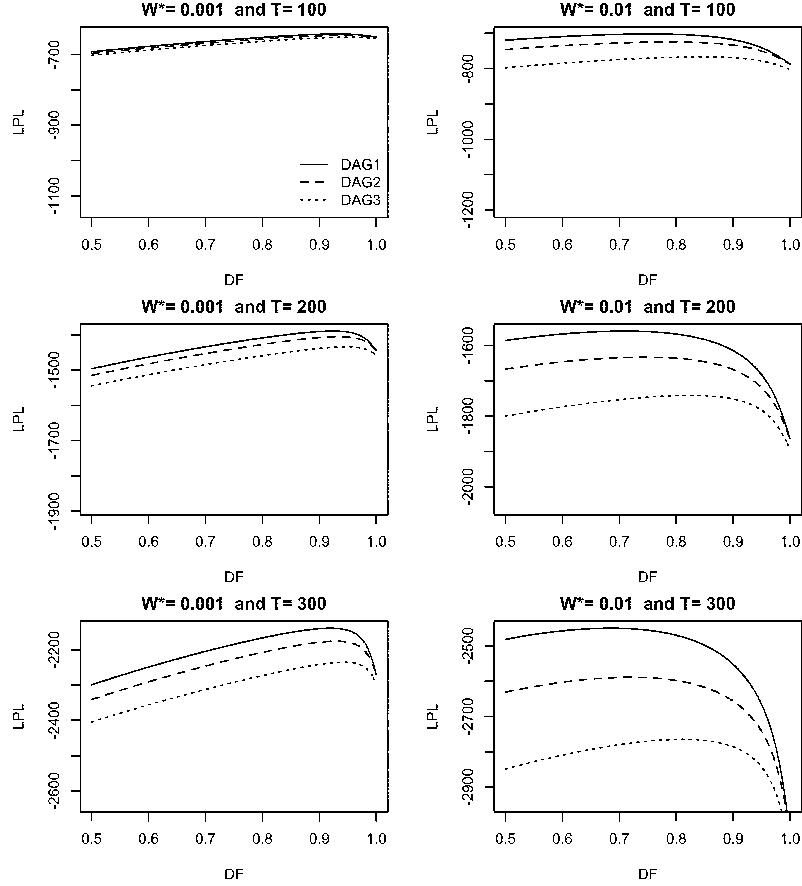 W*= 0.001 and T= 100
LPL
-700
-900
-1100
DAG1
DAG2
DAG3
0.5 0.6 0.7 0.8 0.9 1.0
DF
W*= 0.01 and T= 100
LPL
-800
-1000
-1200
0.5 0.6 0.7 0.8 0.9 1.0
DF
W*= 0.001 and T= 200
LPL
-1500
-1700
-1900
0.5 0.6 0.7 0.8 0.9 1.0
DF
W*= 0.01 and T= 200
LPL
-1600
-1800
-2000
0.5 0.6 0.7 0.8 0.9 1.0
DF
W*= 0.001 and T= 300
LPL
-2200
-2400
-2600
0.5 0.6 0.7 0.8 0.9 1.0
DF
W*= 0.01 and T= 300
LPL
-2500
-2700
-2900
0.5 0.6 0.7 0.8 0.9 1.0
DF